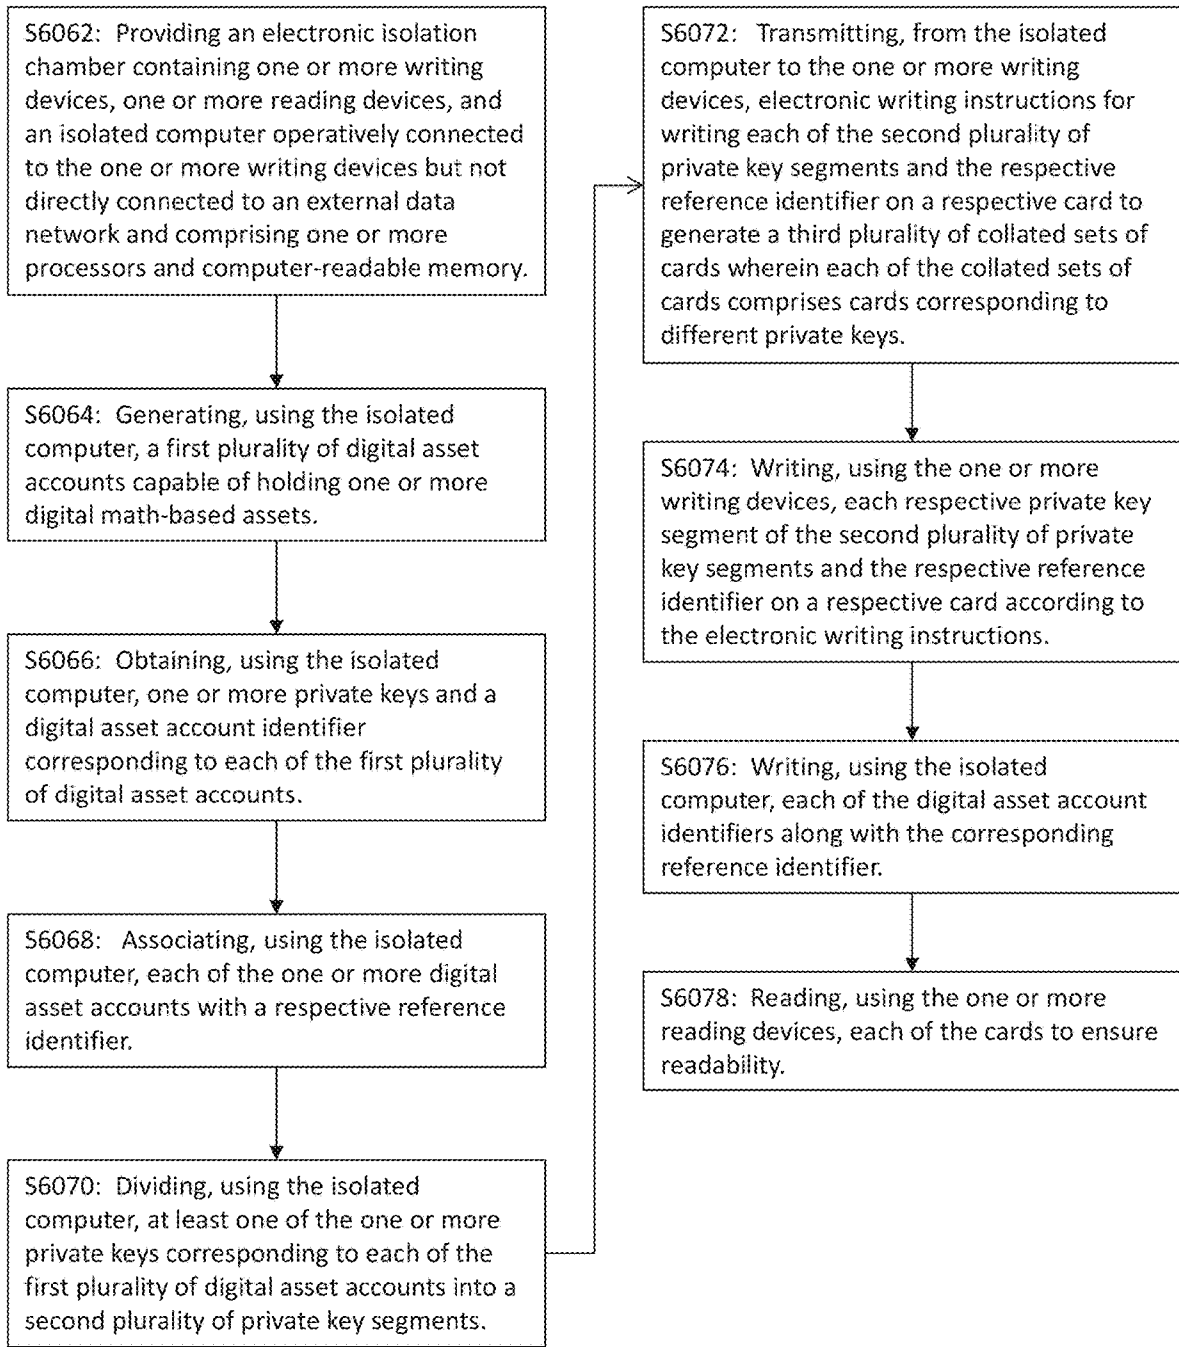 S6062: Providing an electronic isolation
chamber containing one or more writing
devices, one or more reading devices, and
an isolated computer operatively connected
to the one or more writing devices but not
directly connected to an external data
network and comprising one or more
processors and computer-readable memory.
S6064: Generating, using the isolated
computer, a first plurality of digital asset
accounts capable of holding one or more
digital math-based assets.
S6066: Obtaining, using the isolated
computer, one or more private keys and a
digital asset account identifier
corresponding to each of the first plurality
of digital asset accounts.
S6068: Associating, using the isolated
computer, each of the one or more digital
asset accounts with a respective reference
identifier.
S6070: Dividing, using the isolated
computer, at least one of the one or more
private keys corresponding to each of the
first plurality of digital asset accounts into a
second plurality of private key segments.
S6072: Transmitting, from the isolated
computer to the one or more writing
devices, electronic writing instructions for
writing each of the second plurality of
private key segments and the respective
reference identifier on a respective card to
generate a third plurality of collated sets of
cards wherein each of the collated sets of
cards comprises cards corresponding to
different private keys.
S6074: Writing, using the one or more
writing devices, each respective private key
segment of the second plurality of private
key segments and the respective reference
identifier on a respective card according to
the electronic writing instructions.
S6076: Writing, using the isolated
computer, each of the digital asset account
identifiers along with the corresponding
reference identifier.
S6078: Reading, using the one or more
reading devices, each of the cards to ensure
readability.